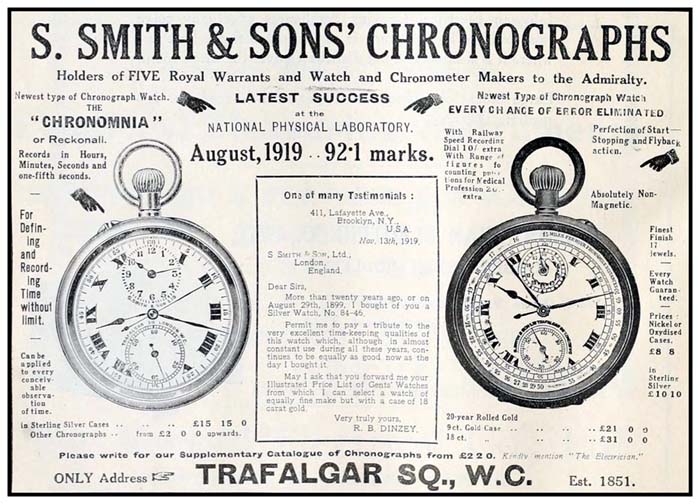 S. SMITH & SONS' CHRONOGRAPHS
Holders of FIVE Royal Warrants and Watch and Chronometer Makers to the Admiralty.
Newest type of Chronograph Watch.
THE
"CHRONOMNIA"
or Reckonall.
Records in Hours,
Minutes, Seconds and
one-fifth seconds.
For
Defin-
ing
and
Record-
ing
Time
without
limit.
Can be
applied
to every
conceiv-
able
observa-
tion
of time.
in Sterling Silver Cases .. .. .. £15 15 0
Other Chronographs .. from £2 0 0 upwards.
LATEST SUCCESS
at the
NATIONAL PHYSICAL LABORATORY.
August, 1919 .. 92·1 marks.
One of many Testimonials :
411, Lafayette Ave.,
Brooklyn, N.Y.,
U.S.A.
Nov. 13th, 1919.
S. SMITH & SON, Ltd.,
London,
England.
Dear Sirs,
More than twenty years ago, or on
August 29th, 1899, I bought of you a
Silver Watch, No. 84-46.
Permit me to pay a tribute to the
very excellent time-keeping qualities of
this watch which, although in almost
constant use during all these years, con-
tinues to be equally as good now as the
day I bought it.
May I ask that you forward me your
Illustrated Price List of Gents' Watches
from which I can select a watch of
equally fine make but with a case of 18
carat gold.
Very truly yours,
R. B. DINZEY.
Newest Type of Chronograph Watch
EVERY CHANCE OF ERROR ELIMINATED
With Railway
Speed Recording
Dial 10/ extra
With Range of
figures fo
counting
tions for Medical
Profession
extra
Perfection of Start—
Stopping and Flyback
action.
Absolutely Non-
Magnetic.
Finest
Finish
17
jewels.
Every
Watch
Guaran-
teed.
Prices:
Nickel or
Oxydised
Cases.
£8 8
in
Sterling
Silver
£10 10
20-year Rolled Gold
9ct. Gold Case .. .. .. £21 0 0
18 ct. .. .. £31 0 0
Please write for our Supplementary Catalogue of Chronographs from £2 2 0. Kindly mention "The Electrician."
ONLY Address TRAFALGAR SQ., W.C. Est. 1851.